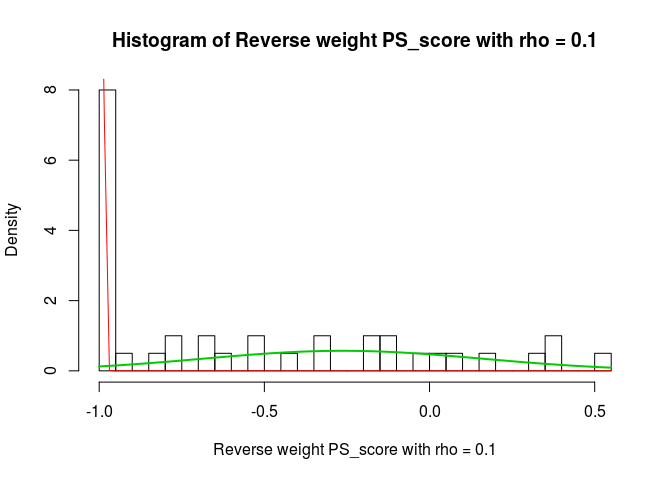 Histogram of Reverse weight PS_score with rho = 0.1
Density
8
6
4
2
0
-1.0 -0.5 0.0 0.5
Reverse weight PS_score with rho = 0.1